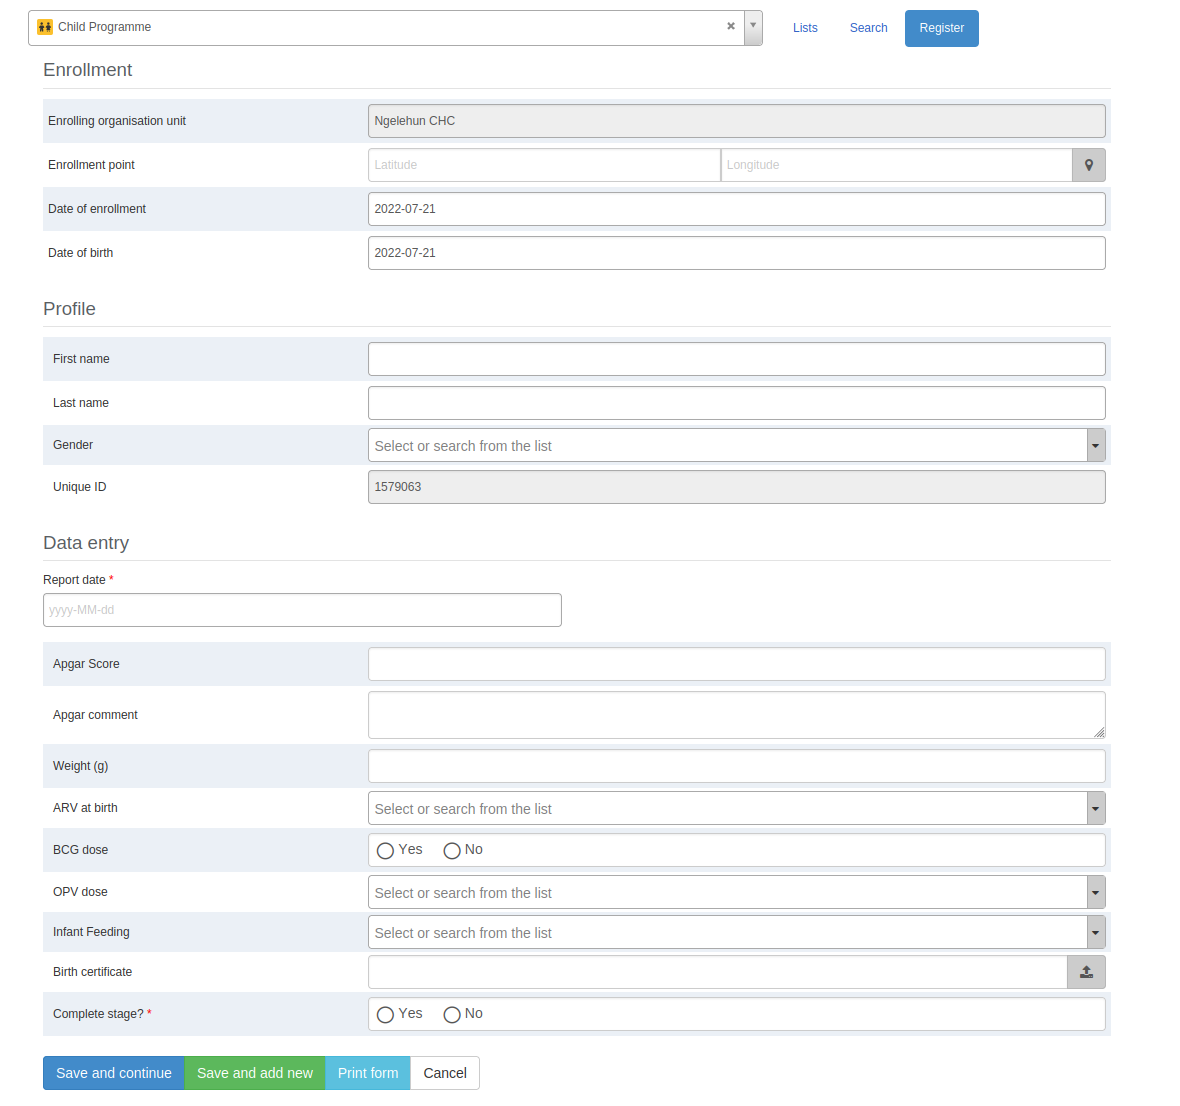 Child Programme
Lists Search Register
Enrollment
Enrolling organisation unit Ngelehun CHC
Enrollment point Latitude Longitude
Date of enrollment 2022-07-21
Date of birth 2022-07-21
Profile
First name
Last name
Gender Select or search from the list
Unique ID 1579063
Data entry
Report date *
yyyy-MM-dd
Apgar Score
Apgar comment
Weight (g)
ARV at birth Select or search from the list
BCG dose Yes No
OPV dose Select or search from the list
Infant Feeding Select or search from the list
Birth certificate
Complete stage? * Yes No
Save and continue Save and add new Print form Cancel